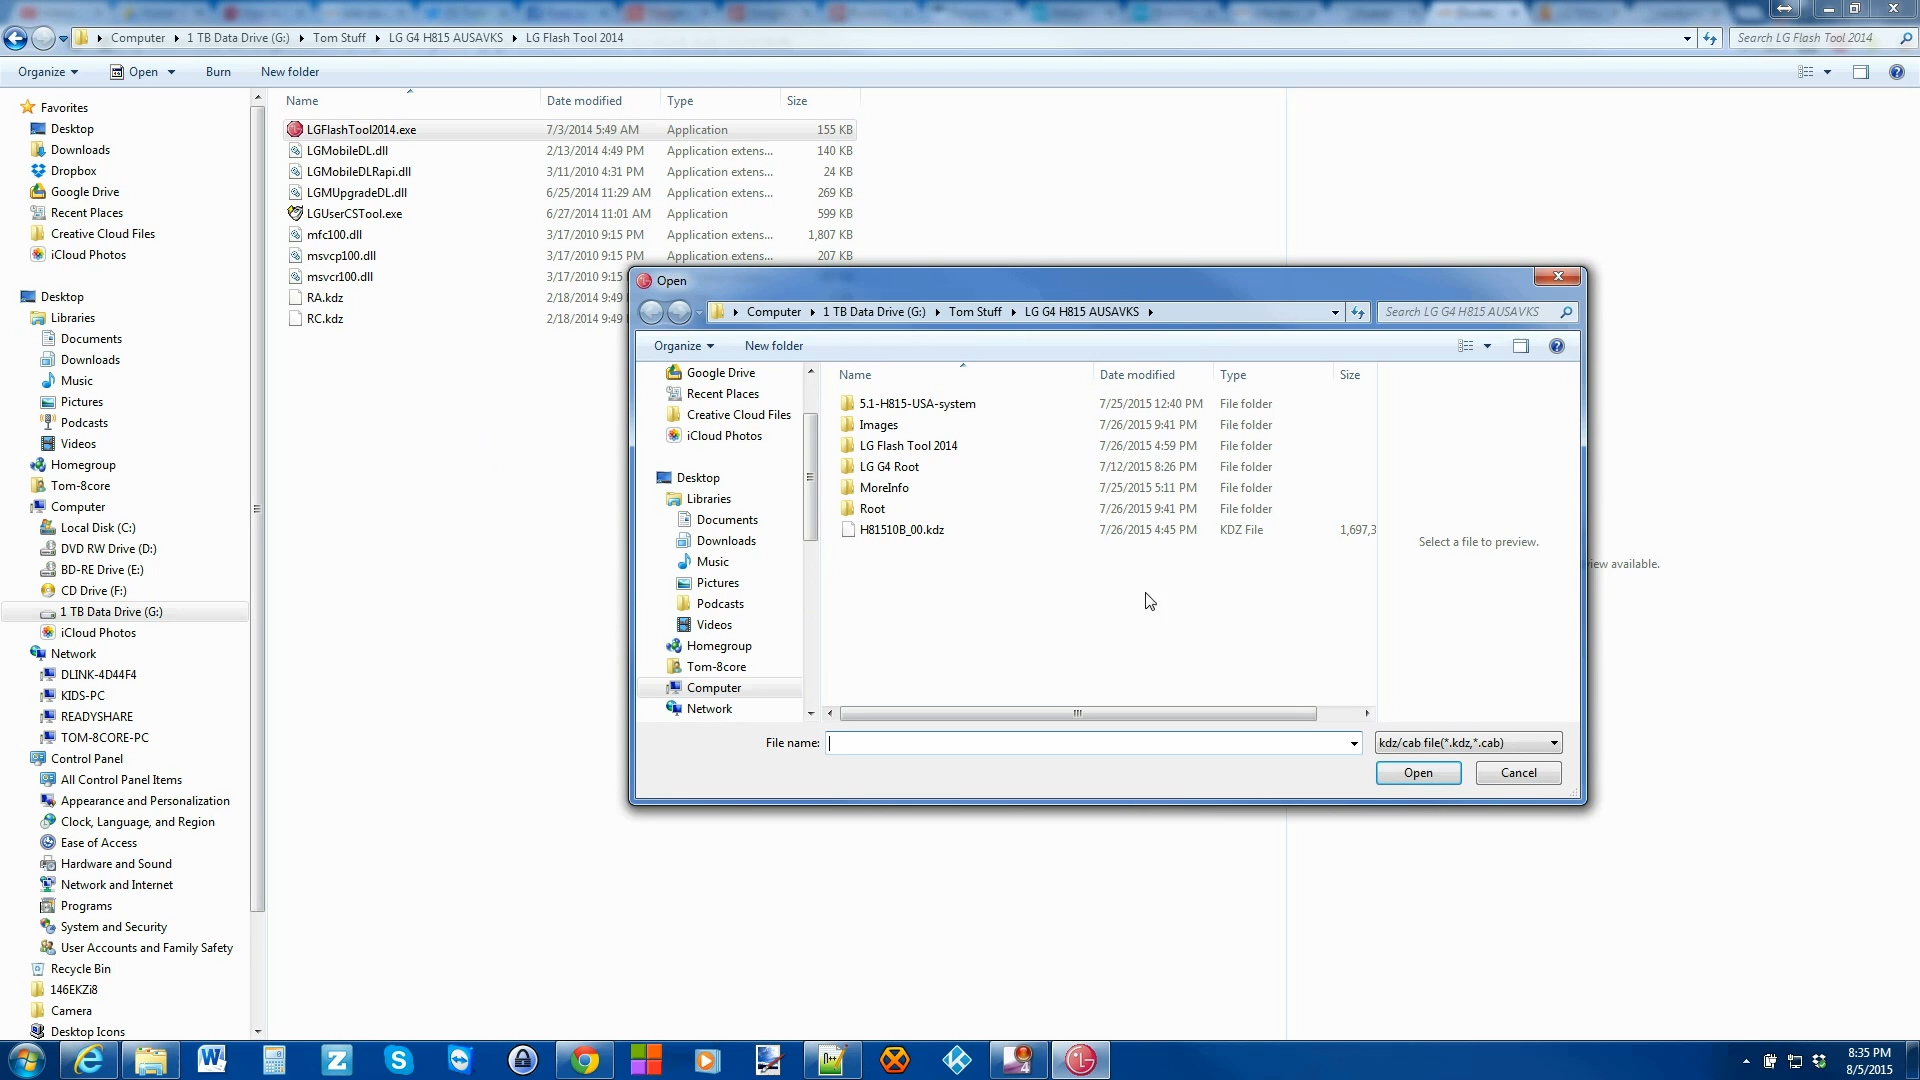 Computer ▸ 1 TB Data Drive (G:) ▸ Tom Stuff ▸ LG G4 H815 AUSAVKS ▸ LG Flash Tool 2014
Search LG Flash Tool 2014
Organize Open Burn New folder
Name Date modified Type Size
LGFlashTool2014.exe 7/3/2014 5:49 AM Application 155 KB
LGMobileDL.dll 2/13/2014 4:49 PM Application extens... 140 KB
LGMobileDLRapi.dll 3/11/2010 4:31 PM Application extens... 24 KB
LGMUpgradeDL.dll 6/25/2014 11:29 AM Application extens... 269 KB
LGUserCSTool.exe 6/27/2014 11:01 AM Application 599 KB
mfc100.dll 3/17/2010 9:15 PM Application extens... 1,807 KB
msvcp100.dll 3/17/2010 9:15 PM Application extens... 207 KB
msvcr100.dll 3/17/2010 9:15
RA.kdz 2/18/2014 9:49
RC.kdz 2/18/2014 9:49
Favorites
Desktop
Downloads
Dropbox
Google Drive
Recent Places
Creative Cloud Files
iCloud Photos
Desktop
Libraries
Documents
Downloads
Music
Pictures
Podcasts
Videos
Homegroup
Tom-8core
Computer
Local Disk (C:)
DVD RW Drive (D:)
BD-RE Drive (E:)
CD Drive (F:)
1 TB Data Drive (G:)
iCloud Photos
Network
DLINK-4D44F4
KIDS-PC
READYSHARE
TOM-8CORE-PC
Control Panel
All Control Panel Items
Appearance and Personalization
Clock, Language, and Region
Ease of Access
Hardware and Sound
Network and Internet
Programs
System and Security
User Accounts and Family Safety
Recycle Bin
146EKZi8
Camera
Desktop Icons
Open
Computer ▸ 1 TB Data Drive (G:) ▸ Tom Stuff ▸ LG G4 H815 AUSAVKS ▸
Search LG G4 H815 AUSAVKS
Organize New folder
Google Drive
Recent Places
Creative Cloud Files
iCloud Photos
Desktop
Libraries
Documents
Downloads
Music
Pictures
Podcasts
Videos
Homegroup
Tom-8core
Computer
Network
Name Date modified Type Size
5.1-H815-USA-system 7/25/2015 12:40 PM File folder
Images 7/26/2015 9:41 PM File folder
LG Flash Tool 2014 7/26/2015 4:59 PM File folder
LG G4 Root 7/12/2015 8:26 PM File folder
MoreInfo 7/25/2015 5:11 PM File folder
Root 7/26/2015 9:41 PM File folder
H81510B_00.kdz 7/26/2015 4:45 PM KDZ File 1,697,3
Select a file to preview.
iew available.
File name: kdz/cab file(*.kdz,*.cab)
Open Cancel
8:35 PM
8/5/2015